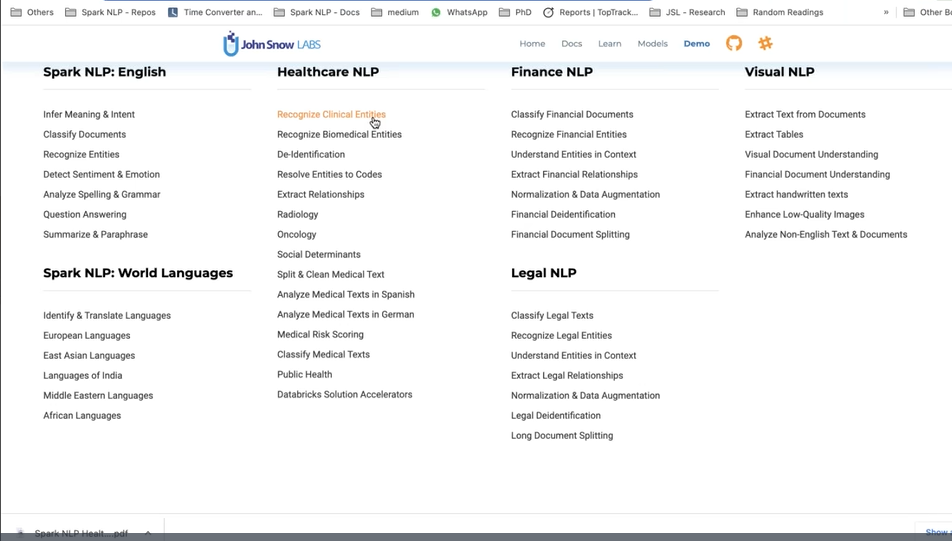 Others Spark NLP - Repos Time Converter an... Spark NLP - Docs medium WhatsApp PhD Reports | TopTrack... JSL - Research Random Readings » Other Bo
John Snow LABS Home Docs Learn Models Demo
Spark NLP: English
Infer Meaning & Intent
Classify Documents
Recognize Entities
Detect Sentiment & Emotion
Analyze Spelling & Grammar
Question Answering
Summarize & Paraphrase
Spark NLP: World Languages
Identify & Translate Languages
European Languages
East Asian Languages
Languages of India
Middle Eastern Languages
African Languages
Healthcare NLP
Recognize Clinical Entities
Recognize Biomedical Entities
De-Identification
Resolve Entities to Codes
Extract Relationships
Radiology
Oncology
Social Determinants
Split & Clean Medical Text
Analyze Medical Texts in Spanish
Analyze Medical Texts in German
Medical Risk Scoring
Classify Medical Texts
Public Health
Databricks Solution Accelerators
Finance NLP
Classify Financial Documents
Recognize Financial Entities
Understand Entities in Context
Extract Financial Relationships
Normalization & Data Augmentation
Financial Deidentification
Financial Document Splitting
Legal NLP
Classify Legal Texts
Recognize Legal Entities
Understand Entities in Context
Extract Legal Relationships
Normalization & Data Augmentation
Legal Deidentification
Long Document Splitting
Visual NLP
Extract Text from Documents
Extract Tables
Visual Document Understanding
Financial Document Understanding
Extract handwritten texts
Enhance Low-Quality Images
Analyze Non-English Text & Documents
Spark NLP Healt....pdf Show